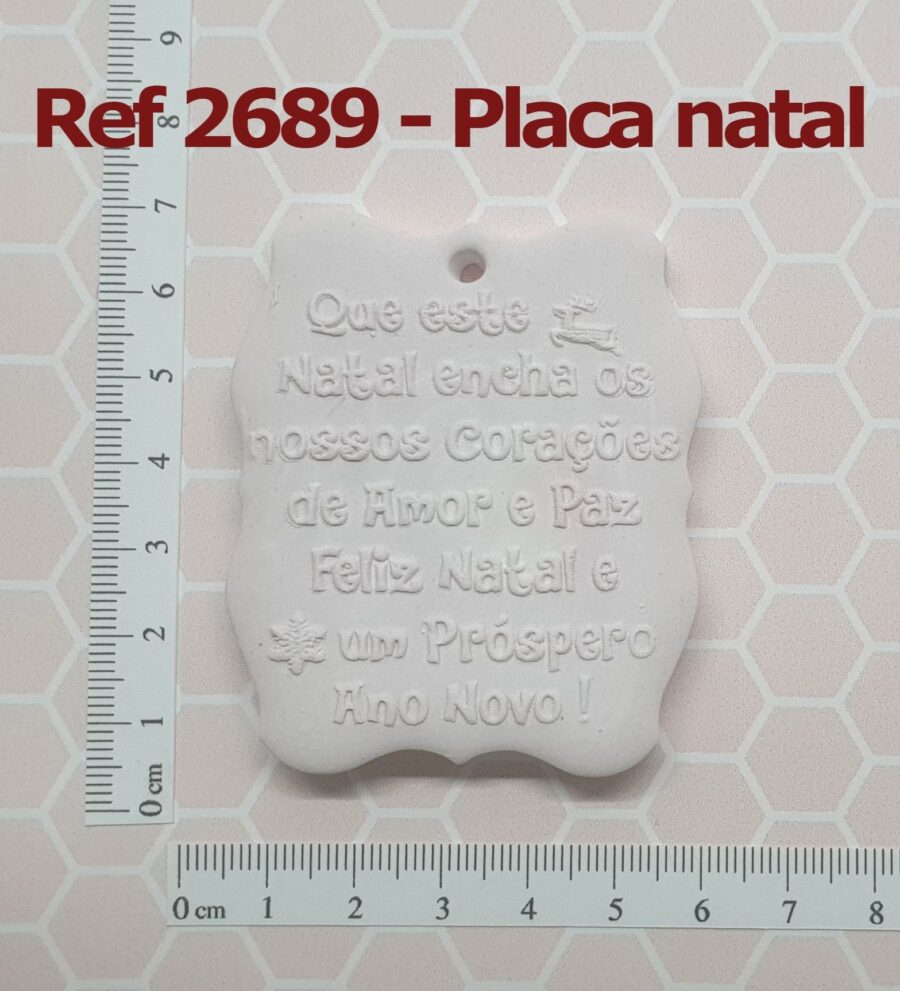 Ref 2689 - Placa natal
Que este
Natal encha os
nossos Corações
de Amor e Paz
Feliz Natal e
um Próspero
Ano Novo !
9
8
7
6
5
4
3
2
1
0 cm
0 cm 1 2 3 4 5 6 7 8